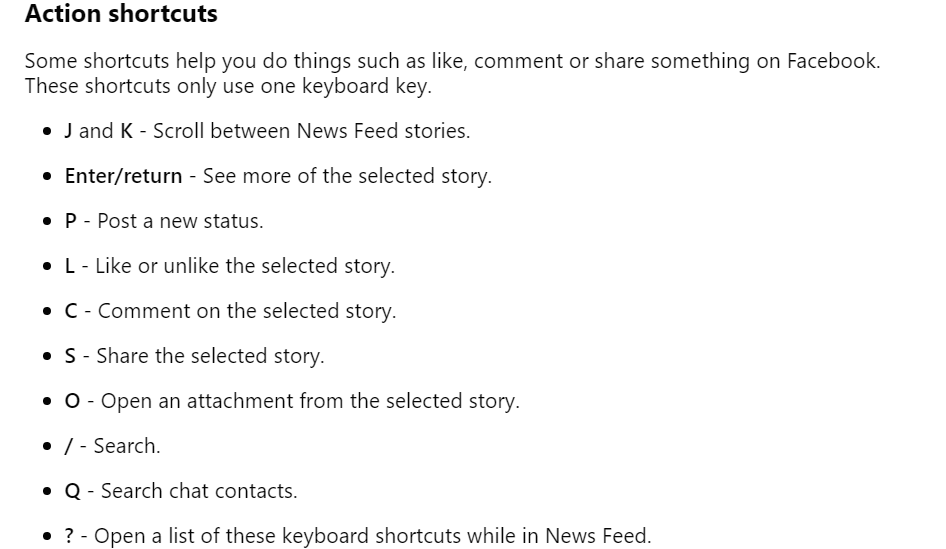 Action shortcuts
Some shortcuts help you do things such as like, comment or share something on Facebook.
These shortcuts only use one keyboard key.
• J and K - Scroll between News Feed stories.
• Enter/return - See more of the selected story.
• P - Post a new status.
• L - Like or unlike the selected story.
• C - Comment on the selected story.
• S - Share the selected story.
• O - Open an attachment from the selected story.
• / - Search.
• Q - Search chat contacts.
• ? - Open a list of these keyboard shortcuts while in News Feed.